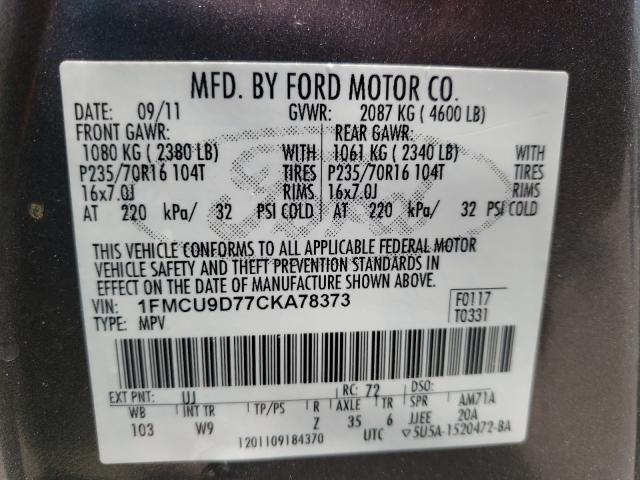 MFD. BY FORD MOTOR CO.
DATE: 09/11 GVWR: 2087 KG ( 4600 LB)
FRONT GAWR: REAR GAWR:
1080 KG ( 2380 LB) WITH 1061 KG ( 2340 LB) WITH
P235/70R16 104T TIRES P235/70R16 104T TIRES
16x7.0J RIMS 16x7.0J RIMS
AT 220 kPa/ 32 PSI COLD AT 220 kPa/ 32 PSI COLD
Ford
THIS VEHICLE CONFORMS TO ALL APPLICABLE FEDERAL MOTOR
VEHICLE SAFETY AND THEFT PREVENTION STANDARDS IN
EFFECT ON THE DATE OF MANUFACTURE SHOWN ABOVE.
VIN: 1FMCU9D77CKA78373 F0117
TYPE: MPV T0331
EXT PNT: UJ RC: 72 DSO:
WB INT TR TP/PS R AXLE TR SPR AM71A
103 W9 Z 35 6 JJEE 20A
1201109184370 UTC ▽5U5A-1520472-BA